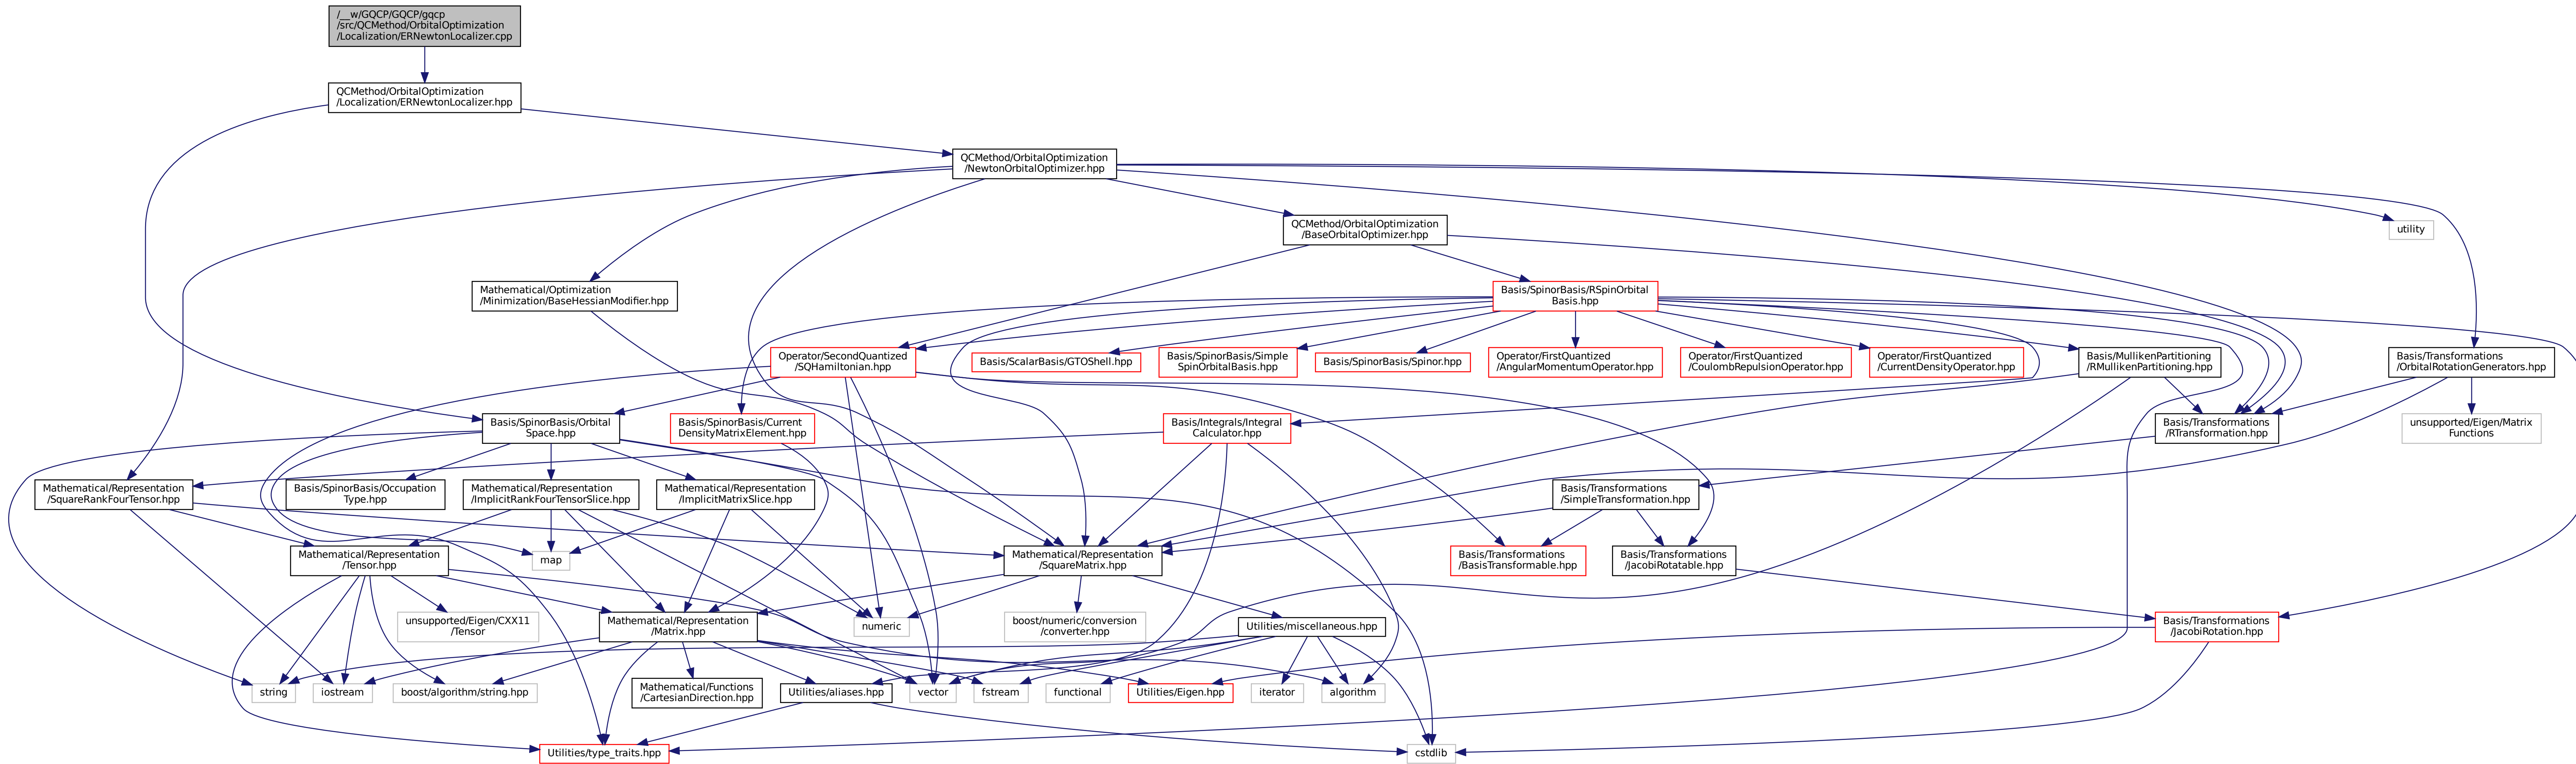 /__w/GQCP/GQCP/gqcp
/src/QCMethod/OrbitalOptimization
/Localization/ERNewtonLocalizer.cpp
QCMethod/OrbitalOptimization
/Localization/ERNewtonLocalizer.hpp
QCMethod/OrbitalOptimization
/NewtonOrbitalOptimizer.hpp
QCMethod/OrbitalOptimization
/BaseOrbitalOptimizer.hpp
utility
Mathematical/Optimization
/Minimization/BaseHessianModifier.hpp
Basis/SpinorBasis/RSpinOrbital
Basis.hpp
Operator/SecondQuantized
/SQHamiltonian.hpp
Basis/ScalarBasis/GTOShell.hpp
Basis/SpinorBasis/Simple
SpinOrbitalBasis.hpp
Basis/SpinorBasis/Spinor.hpp
Operator/FirstQuantized
/AngularMomentumOperator.hpp
Operator/FirstQuantized
/CoulombRepulsionOperator.hpp
Operator/FirstQuantized
/CurrentDensityOperator.hpp
Basis/MullikenPartitioning
/RMullikenPartitioning.hpp
Basis/Transformations
/OrbitalRotationGenerators.hpp
Basis/SpinorBasis/Orbital
Space.hpp
Basis/SpinorBasis/Current
DensityMatrixElement.hpp
Basis/Integrals/Integral
Calculator.hpp
Basis/Transformations
/RTransformation.hpp
unsupported/Eigen/Matrix
Functions
Mathematical/Representation
/SquareRankFourTensor.hpp
Basis/SpinorBasis/Occupation
Type.hpp
Mathematical/Representation
/ImplicitRankFourTensorSlice.hpp
Mathematical/Representation
/ImplicitMatrixSlice.hpp
Basis/Transformations
/SimpleTransformation.hpp
Mathematical/Representation
/Tensor.hpp
map
Mathematical/Representation
/SquareMatrix.hpp
Basis/Transformations
/BasisTransformable.hpp
Basis/Transformations
/JacobiRotatable.hpp
unsupported/Eigen/CXX11
/Tensor
Mathematical/Representation
/Matrix.hpp
numeric
boost/numeric/conversion
/converter.hpp
Utilities/miscellaneous.hpp
Basis/Transformations
/JacobiRotation.hpp
string
iostream
boost/algorithm/string.hpp
Mathematical/Functions
/CartesianDirection.hpp
Utilities/aliases.hpp
vector
fstream
functional
Utilities/Eigen.hpp
iterator
algorithm
Utilities/type_traits.hpp
cstdlib